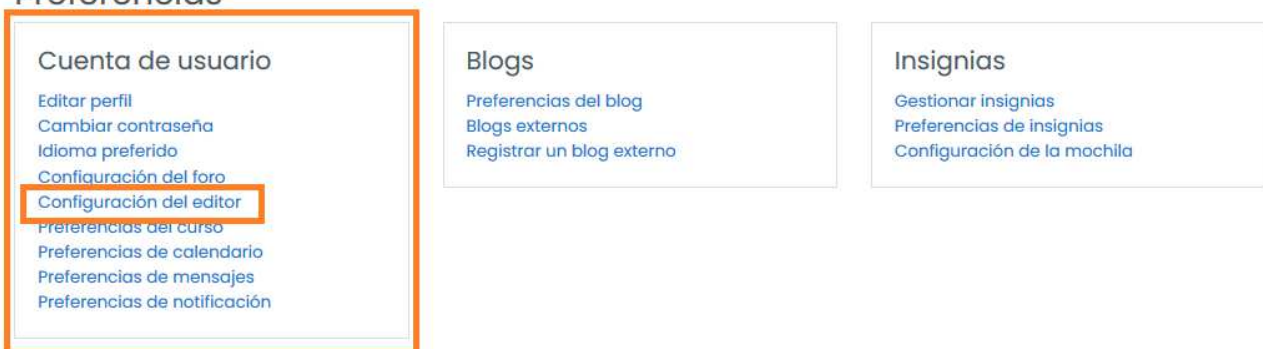 Preferencias
Cuenta de usuario
Editar perfil
Cambiar contraseña
Idioma preferido
Configuración del foro
Configuración del editor
Preferencias del curso
Preferencias de calendario
Preferencias de mensajes
Preferencias de notificación
Blogs
Preferencias del blog
Blogs externos
Registrar un blog externo
Insignias
Gestionar insignias
Preferencias de insignias
Configuración de la mochila